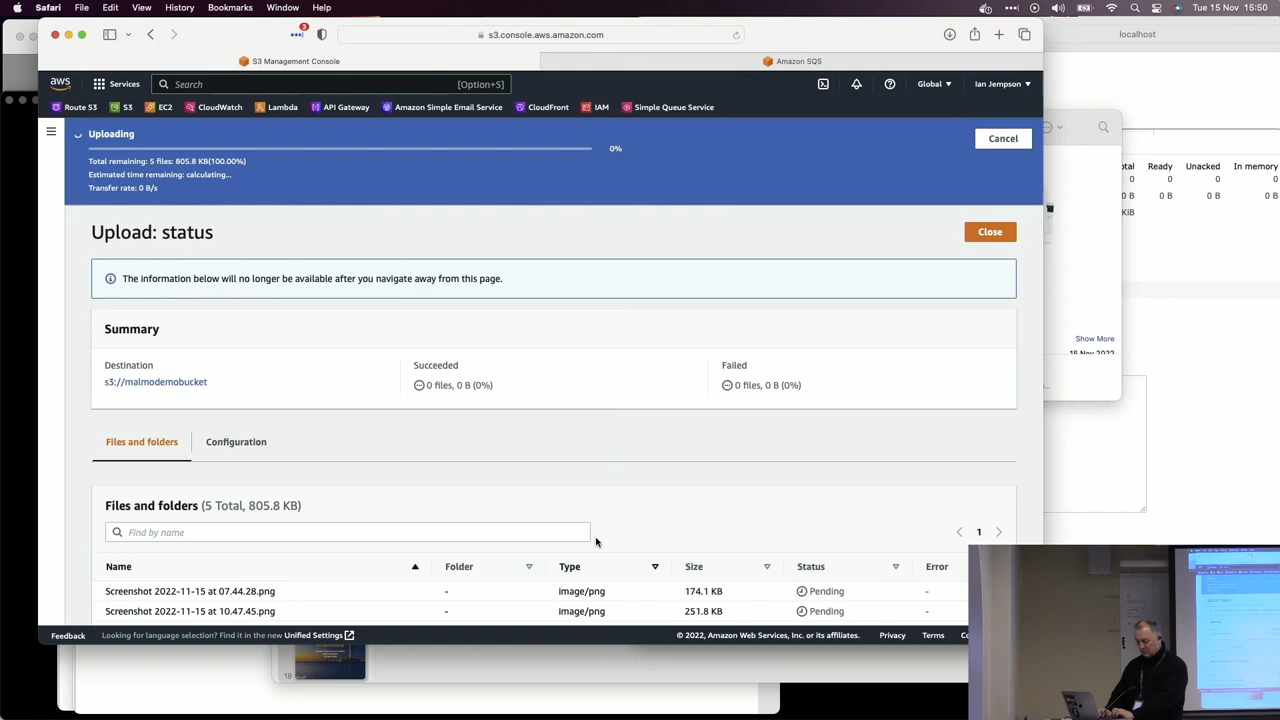 Safari File Edit View History Bookmarks Window Help
Tue 15 Nov 15:50
3
s3.console.aws.amazon.com
localhost
S3 Management Console
Amazon SQS
aws
Services
Search
[Option+S]
Global
Ian Jempson
Route 53
S3
EC2
CloudWatch
Lambda
API Gateway
Amazon Simple Email Service
CloudFront
IAM
Simple Queue Service
Uploading
0%
Cancel
Total remaining: 5 files: 805.8 KB(100.00%)
Estimated time remaining: calculating...
Transfer rate: 0 B/s
Ready Unacked In memory
0 0 0 0
0 B 0 B 0 B 0 B
KiB
Upload: status
Close
The information below will no longer be available after you navigate away from this page.
Summary
Destination
s3://malmodemobucket
Succeeded
0 files, 0 B (0%)
Failed
0 files, 0 B (0%)
Show More
15 Nov 2022
Files and folders
Configuration
Files and folders (5 Total, 805.8 KB)
Find by name
1
Name Folder Type Size Status Error
Screenshot 2022-11-15 at 07.44.28.png - image/png 174.1 KB Pending -
Screenshot 2022-11-15 at 10.47.45.png - image/png 251.8 KB Pending -
Feedback
Looking for language selection? Find it in the new Unified Settings
© 2022, Amazon Web Services, Inc. or its affiliates.
Privacy
Terms
18